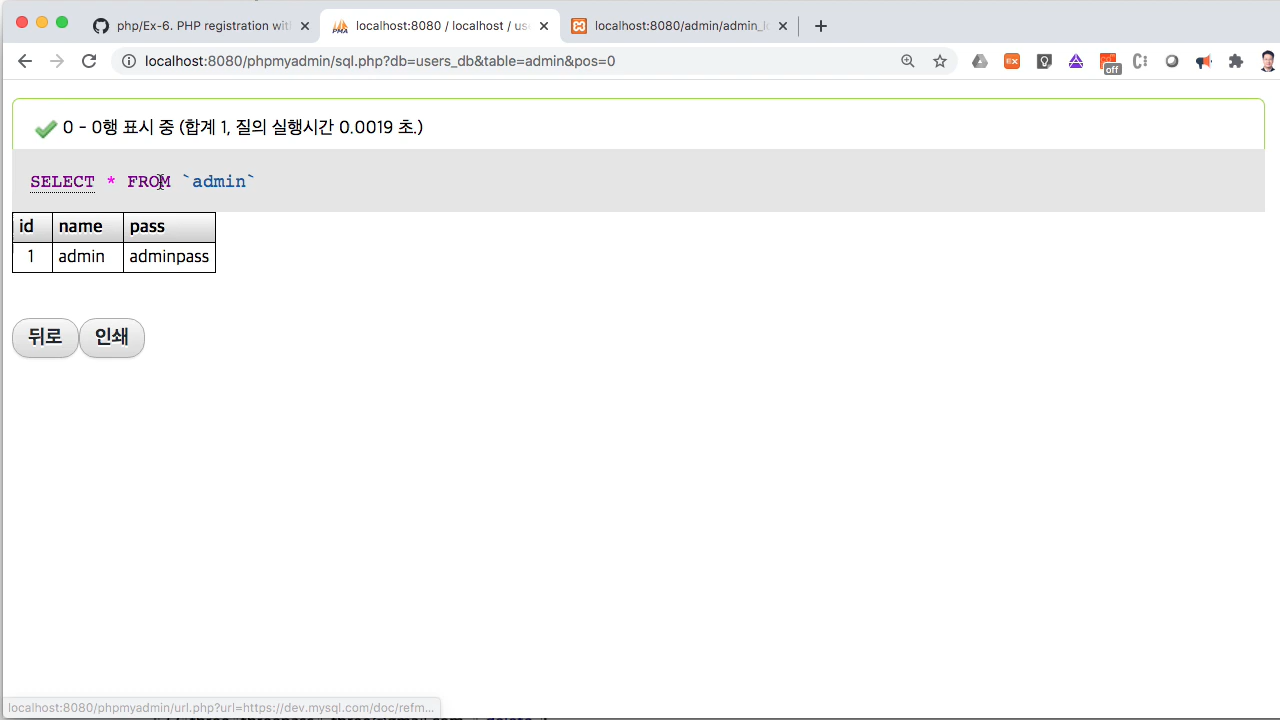 php/Ex-6. PHP registration wit
localhost:8080 / localhost / us
localhost:8080/admin/admin_l
localhost:8080/phpmyadmin/sql.php?db=users_db&table=admin&pos=0
EX
off
PMA
0 - 0행 표시 중 (합계 1, 질의 실행시간 0.0019 초.)
SELECT * FROM `admin`
id name pass
1 admin adminpass
뒤로 인쇄
localhost:8080/phpmyadmin/url.php?url=https://dev.mysql.com/doc/refm...